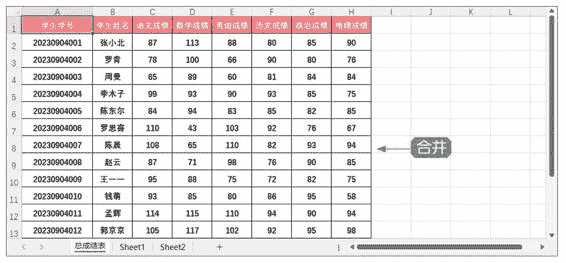 A B C D E F G H I J K L
1 学生学号 学生姓名 语文成绩 数学成绩 英语成绩 历史成绩 政治成绩 地理成绩
2 20230904001 张小北 87 113 88 80 85 90
3 20230904002 罗青 78 100 66 90 80 76
4 20230904003 周曼 65 89 60 81 84 84
5 20230904004 李木子 99 93 90 93 85 75
6 20230904005 陈东尔 84 94 83 85 82 85
7 20230904006 罗思喜 110 43 103 92 76 67
8 20230904007 陈晨 108 65 110 82 93 94
合并
9 20230904008 赵云 87 71 98 76 90 85
10 20230904009 王一一 95 88 75 72 82 75
11 20230904010 钱萌 93 85 80 86 95 58
12 20230904011 孟辉 114 115 110 94 90 94
13 20230904012 郭京京 105 117 102 92 95 98
总成绩表 Sheet1 Sheet2 +